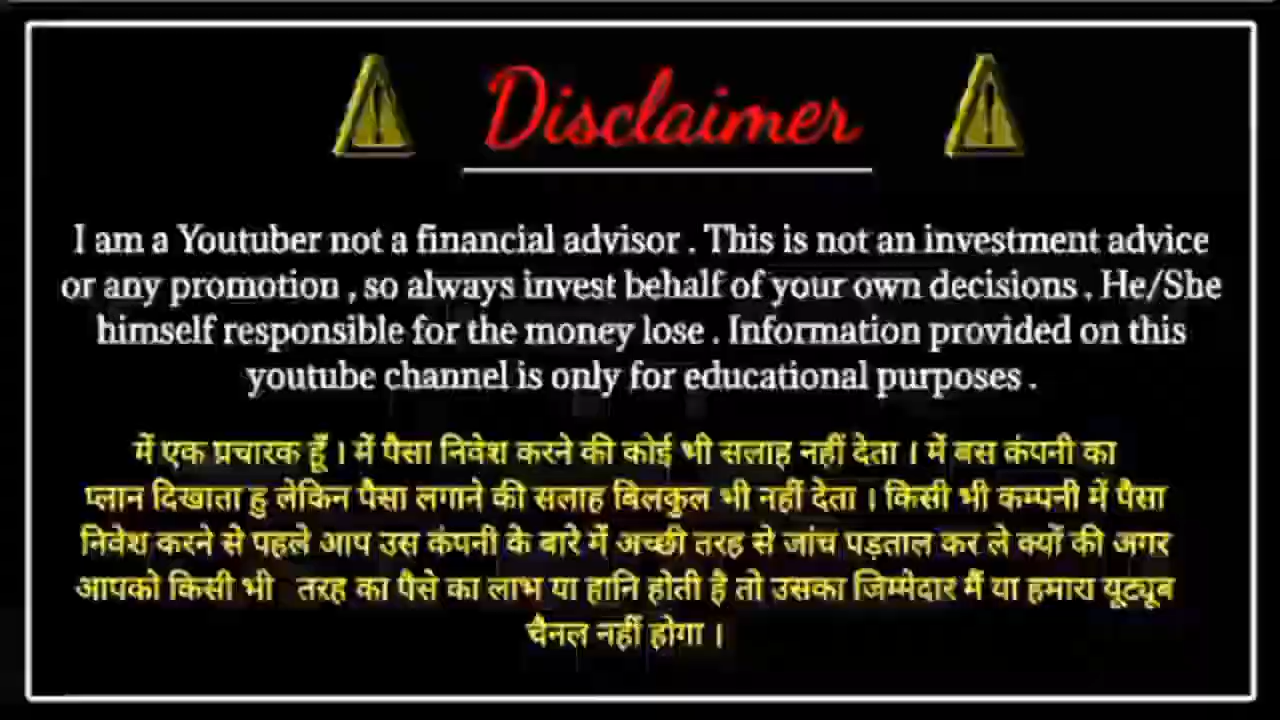 Disclaimer
I am a Youtuber not a financial advisor . This is not an investment advice
or any promotion , so always invest behalf of your own decisions . He/She
himself responsible for the money lose . Information provided on this
youtube channel is only for educational purposes .
में एक प्रचारक हूँ । में पैसा निवेश करने की कोई भी सलाह नहीं देता । में बस कंपनी का
प्लान दिखाता हु लेकिन पैसा लगाने की सलाह बिलकुल भी नहीं देता । किसी भी कम्पनी में पैसा
निवेश करने से पहले आप उस कंपनी के बारे में अच्छी तरह से जांच पड़ताल कर ले क्यों की अगर
आपको किसी भी तरह का पैसे का लाभ या हानि होती है तो उसका जिम्मेदार मैं या हमारा यूट्यूब
चैनल नहीं होगा ।